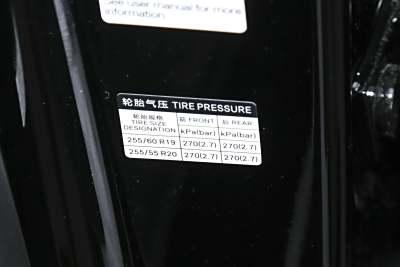 See user manual for more
information.
轮胎气压 TIRE PRESSURE
轮胎规格
TIRE SIZE
DESIGNATION
前 FRONT
kPa(bar)
后 REAR
kPa(bar)
255/60 R19 270(2.7) 270(2.7)
255/55 R20 270(2.7) 270(2.7)